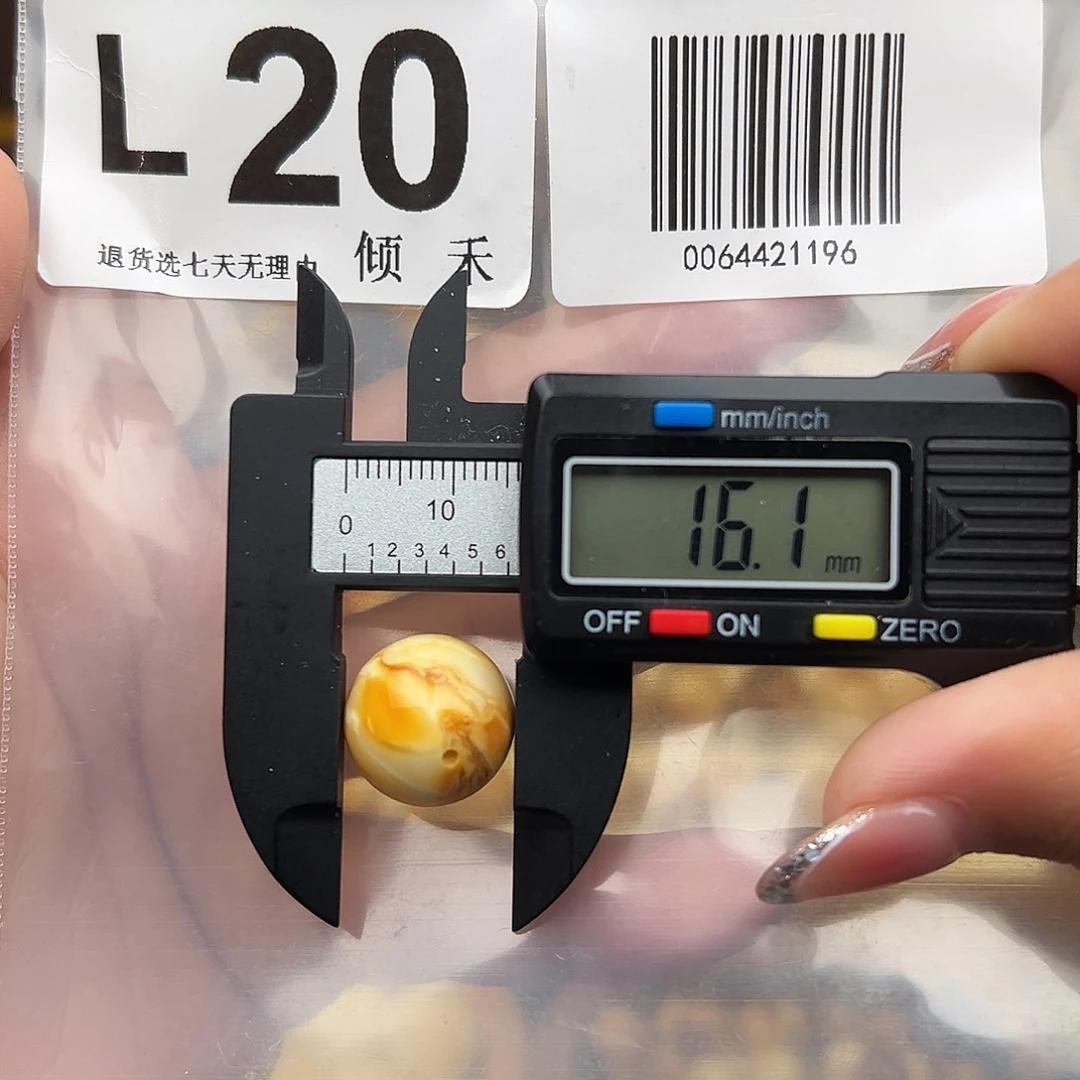 L20
退货选七天无理由 倾 禾
0064421196
mm/inch
0 10
1 2 3 4 5 6
16.1 mm
OFF ON ZERO